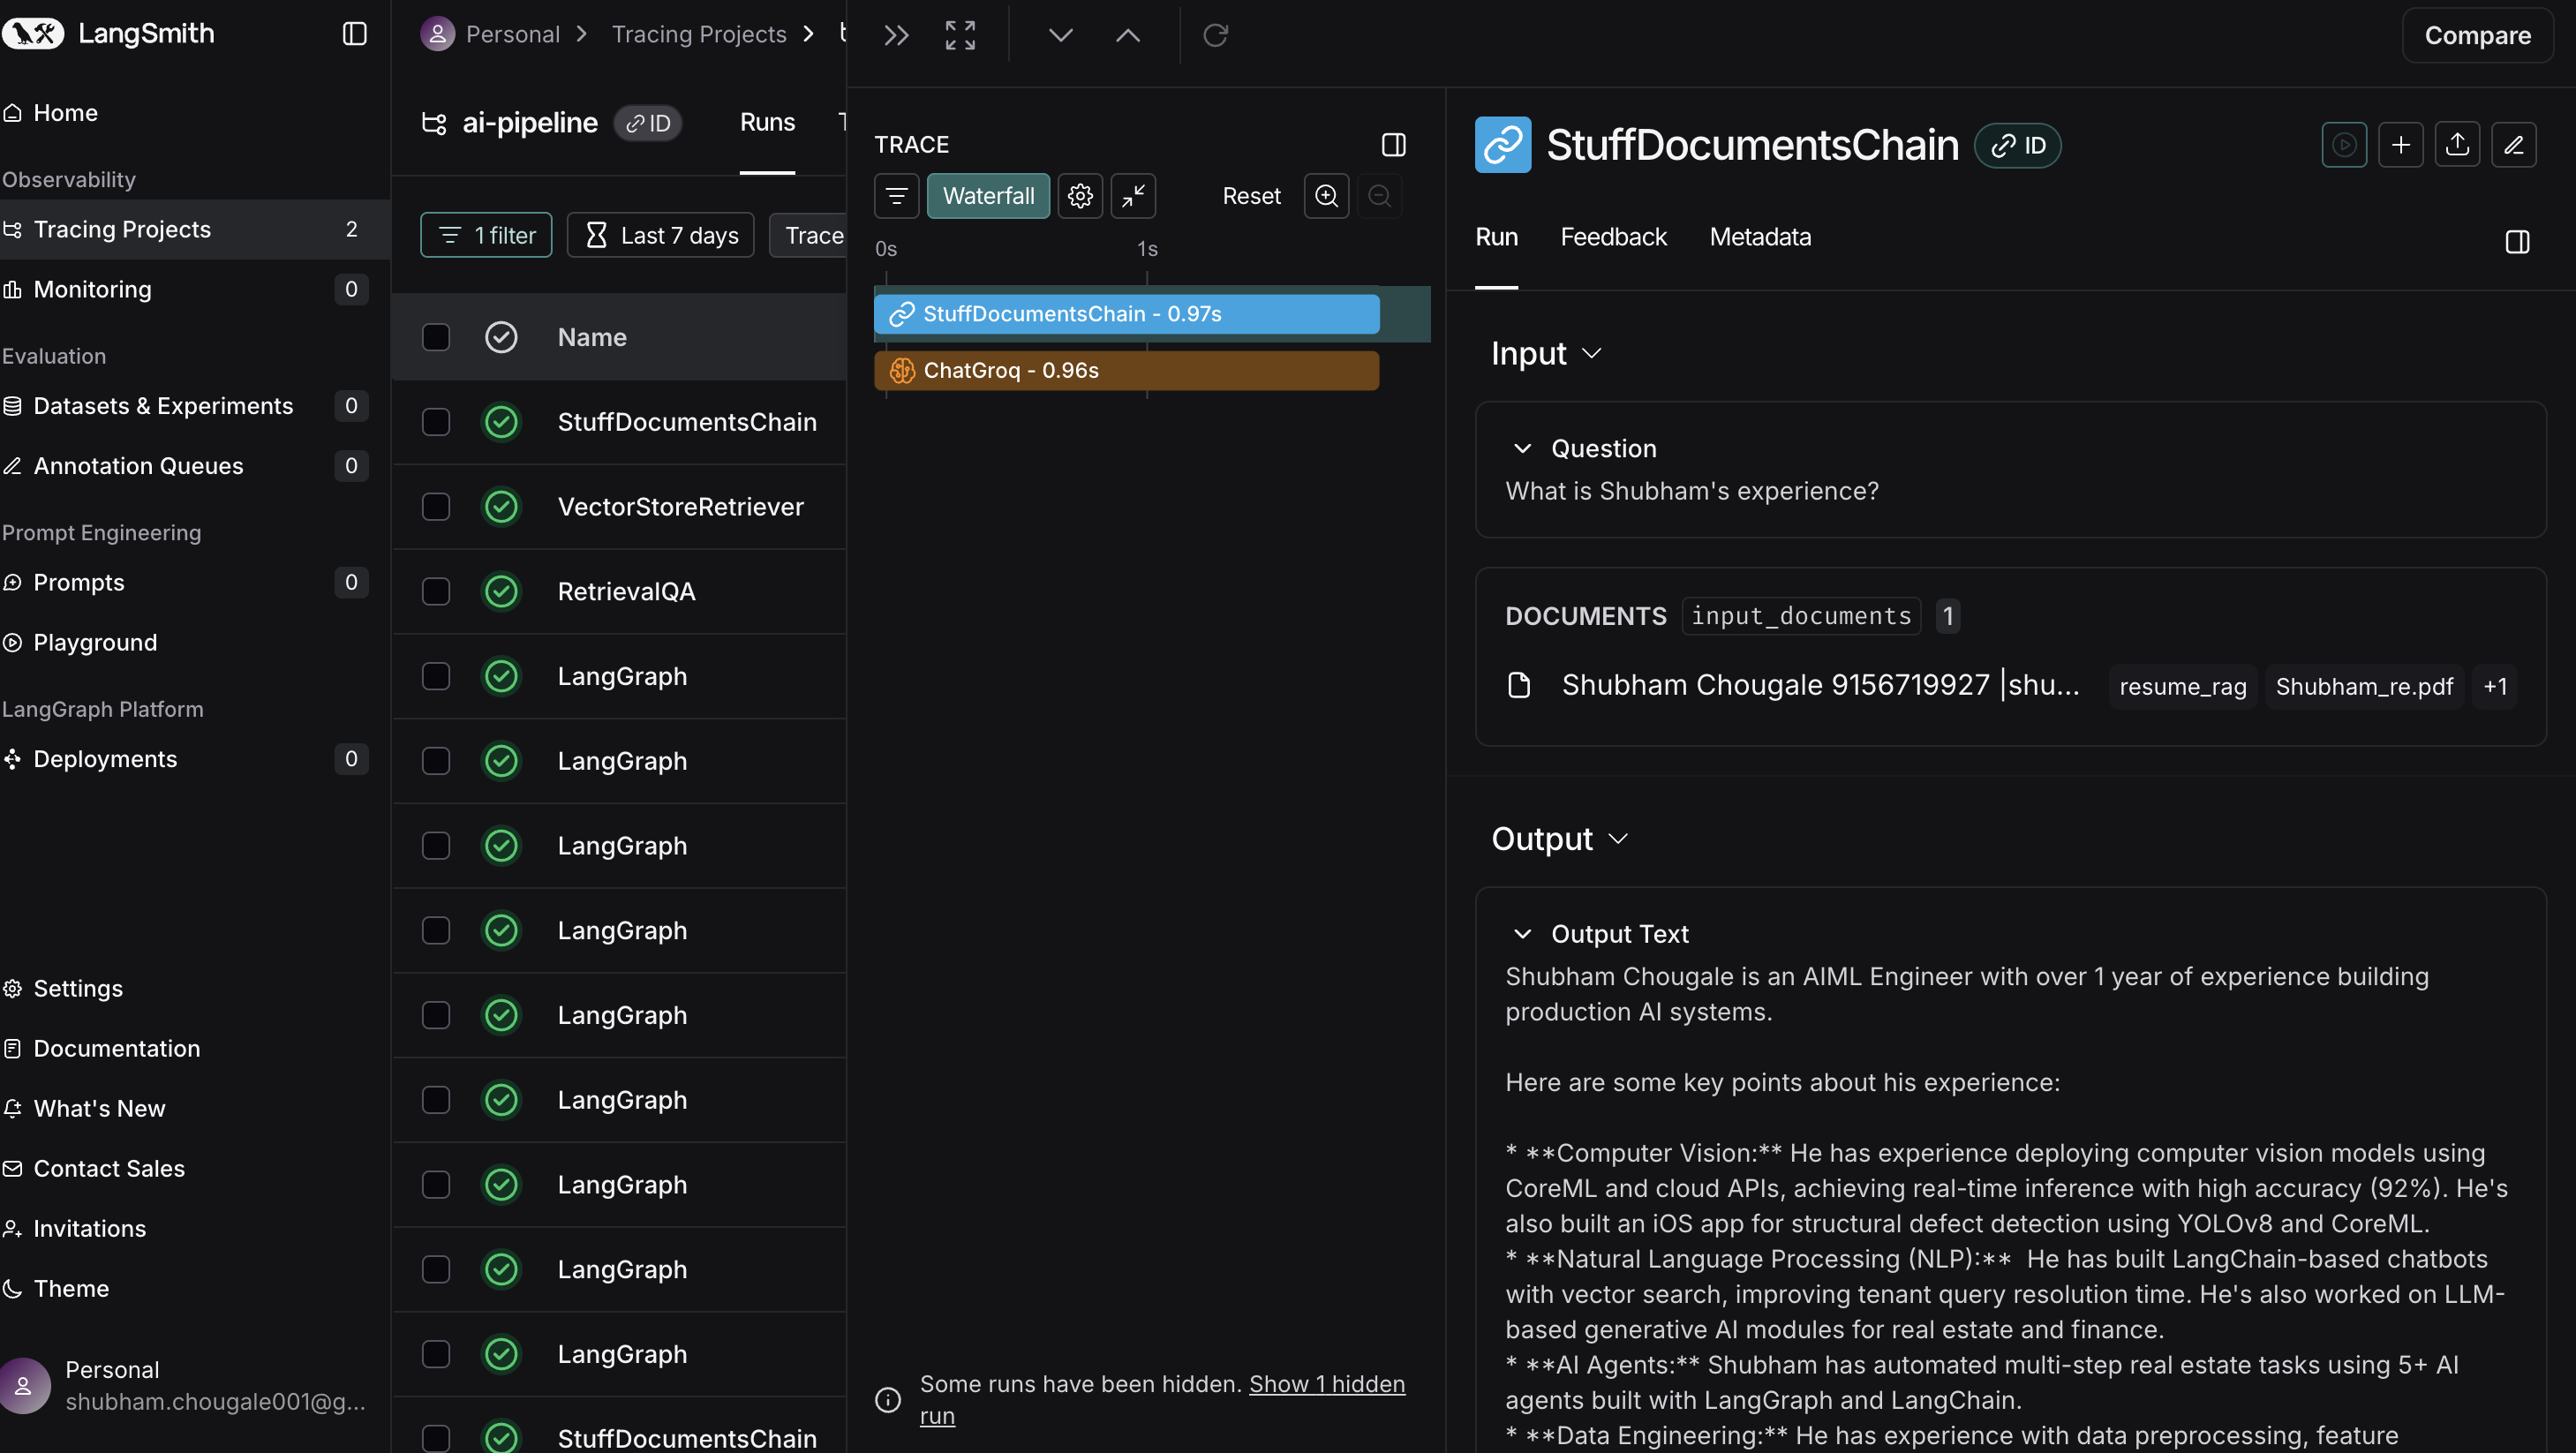 LangSmith
Home
Observability
Tracing Projects 2
Monitoring 0
Evaluation
Datasets & Experiments 0
Annotation Queues 0
Prompt Engineering
Prompts 0
Playground
LangGraph Platform
Deployments 0
Settings
Documentation
What's New
Contact Sales
Invitations
Theme
Personal
shubham.chougale001@g...
Personal > Tracing Projects >
ai-pipeline ID Runs
1 filter Last 7 days Trace
Name
StuffDocumentsChain
VectorStoreRetriever
RetrievalQA
LangGraph
LangGraph
LangGraph
LangGraph
LangGraph
LangGraph
LangGraph
LangGraph
LangGraph
StuffDocumentsChain
TRACE
Waterfall Reset
0s 1s
StuffDocumentsChain - 0.97s
ChatGroq - 0.96s
Some runs have been hidden. Show 1 hidden
run
Compare
StuffDocumentsChain ID
Run Feedback Metadata
Input
Question
What is Shubham's experience?
DOCUMENTS input_documents 1
Shubham Chougale 9156719927 |shu... resume_rag Shubham_re.pdf +1
Output
Output Text
Shubham Chougale is an AIML Engineer with over 1 year of experience building
production AI systems.
Here are some key points about his experience:
* **Computer Vision:** He has experience deploying computer vision models using
CoreML and cloud APIs, achieving real-time inference with high accuracy (92%). He's
also built an iOS app for structural defect detection using YOLOv8 and CoreML.
* **Natural Language Processing (NLP):**  He has built LangChain-based chatbots
with vector search, improving tenant query resolution time. He's also worked on LLM-
based generative AI modules for real estate and finance.
* **AI Agents:** Shubham has automated multi-step real estate tasks using 5+ AI
agents built with LangGraph and LangChain.
* **Data Engineering:** He has experience with data preprocessing, feature